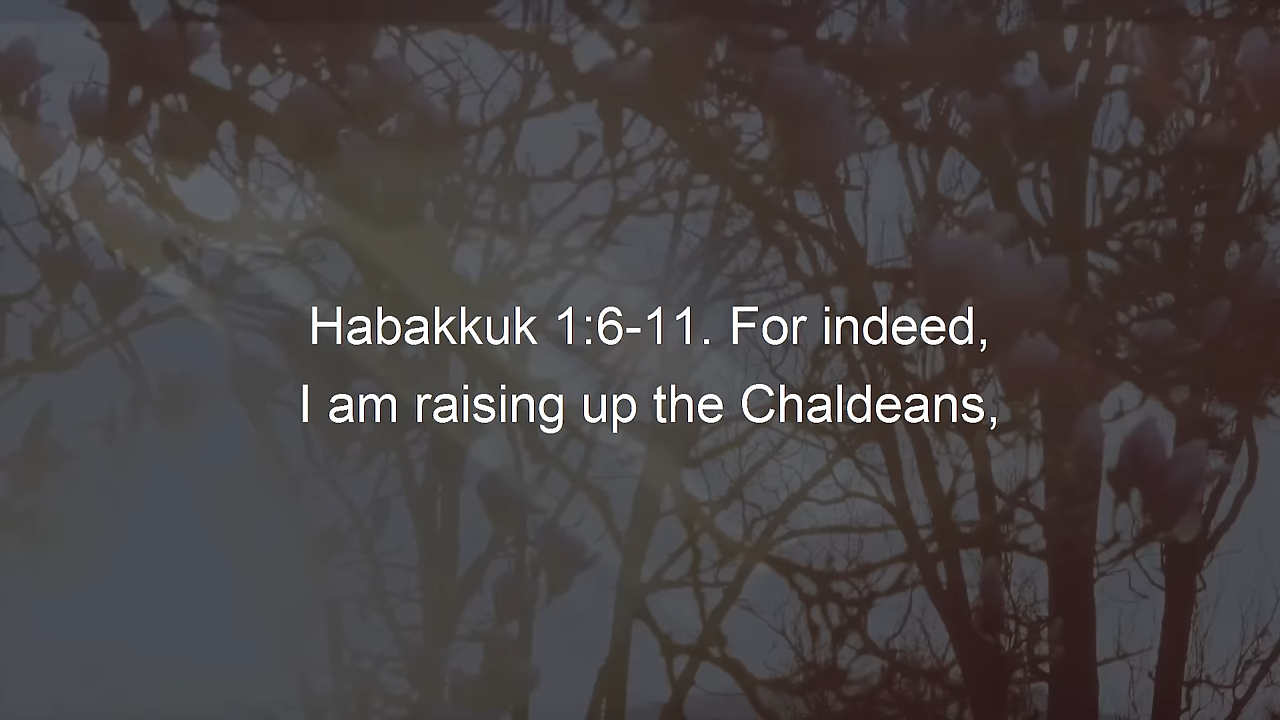 Habakkuk 1:6-11. For indeed,
I am raising up the Chaldeans,